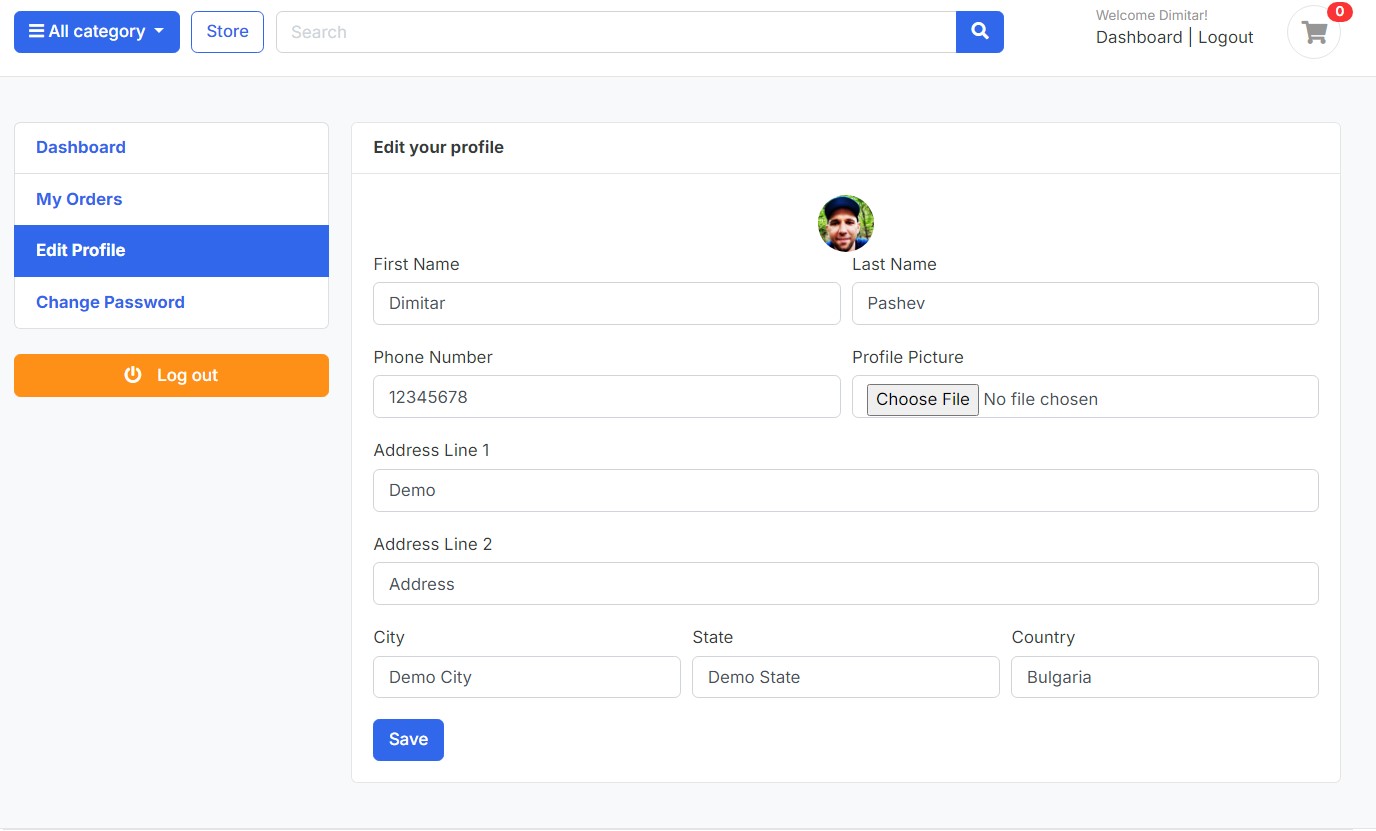 All category
Store
Search
Welcome Dimitar!
Dashboard | Logout
0
Dashboard
My Orders
Edit Profile
Change Password
Log out
Edit your profile
First Name
Last Name
Dimitar
Pashev
Phone Number
Profile Picture
12345678
Choose File No file chosen
Address Line 1
Demo
Address Line 2
Address
City
State
Country
Demo City
Demo State
Bulgaria
Save